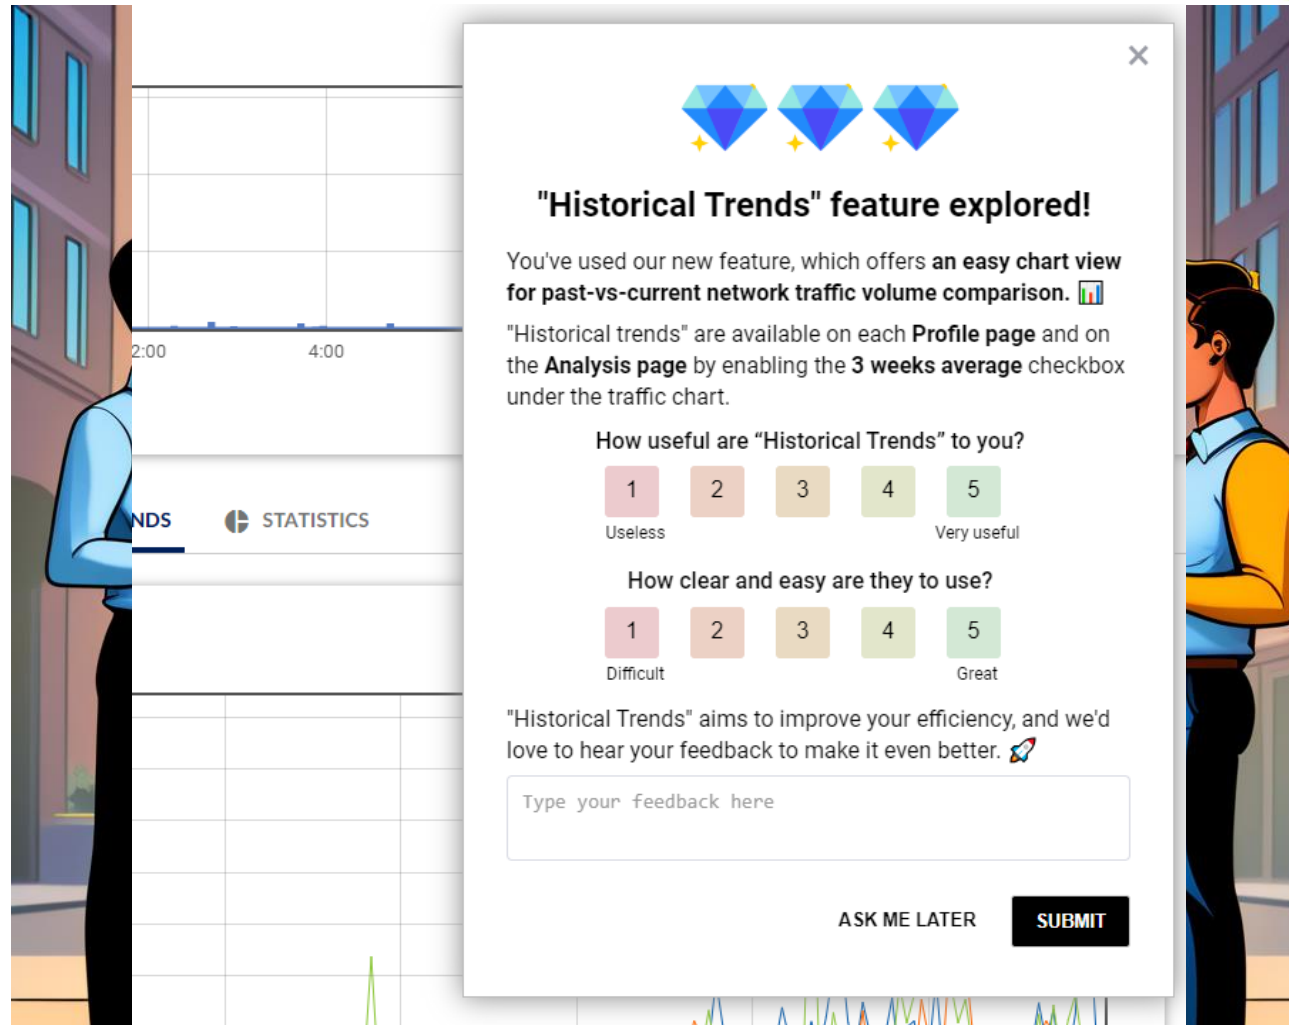 "Historical Trends" feature explored!
You've used our new feature, which offers an easy chart view
for past-vs-current network traffic volume comparison.
"Historical trends" are available on each Profile page and on
the Analysis page by enabling the 3 weeks average checkbox
under the traffic chart.
How useful are “Historical Trends” to you?
1 2 3 4 5
Useless Very useful
How clear and easy are they to use?
1 2 3 4 5
Difficult Great
"Historical Trends" aims to improve your efficiency, and we'd
love to hear your feedback to make it even better.
Type your feedback here
ASK ME LATER SUBMIT
2:00 4:00
NDS STATISTICS